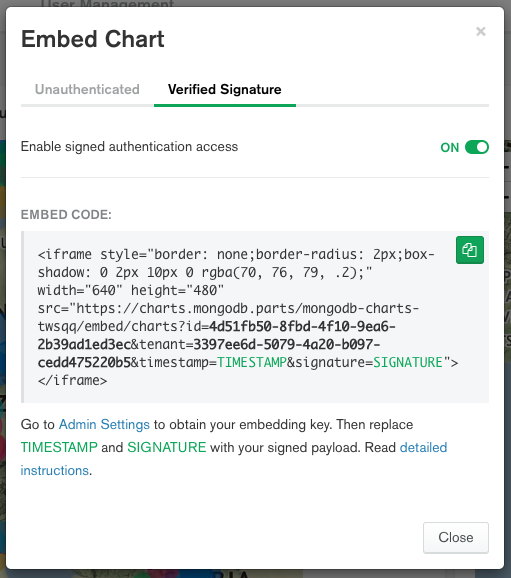 User Management
Embed Chart
×
Unauthenticated
Verified Signature
Enable signed authentication access
ON
EMBED CODE:
<iframe style="border: none;border-radius: 2px;box-
shadow: 0 2px 10px 0 rgba(70, 76, 79, .2);"
width="640" height="480"
src="https://charts.mongodb.parts/mongodb-charts-
twsqq/embed/charts?id=4d51fb50-8fbd-4f10-9ea6-
2b39ad1ed3ec&tenant=3397ee6d-5079-4a20-b097-
cedd475220b5&timestamp=TIMESTAMP&signature=SIGNATURE">
</iframe>
Go to Admin Settings to obtain your embedding key. Then replace
TIMESTAMP and SIGNATURE with your signed payload. Read detailed
instructions.
Close